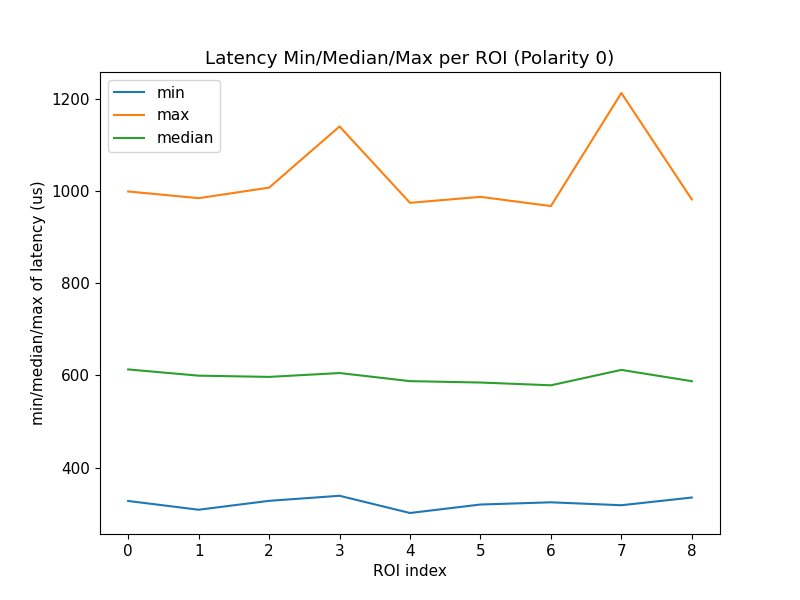 Latency Min/Median/Max per ROI (Polarity 0)
min
max
median
1200
1000
800
600
400
min/median/max of latency (us)
0 1 2 3 4 5 6 7 8
ROI index